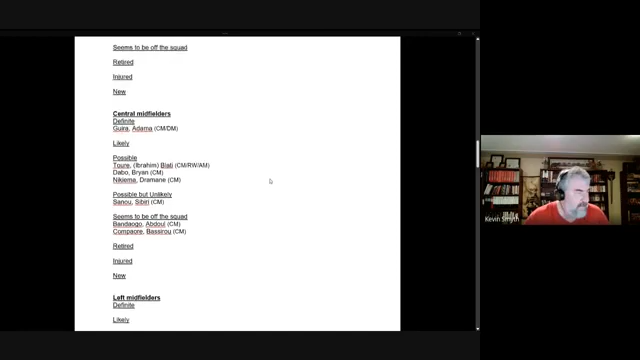 Seems to be off the squad
Retired
Injured
New
Central midfielders
Definite
Guira, Adama (CM/DM)
Likely
Possible
Toure, (Ibrahim) Blati (CM/RW/AM)
Dabo, Bryan (CM)
Nikiema, Dramane (CM)
Possible but Unlikely
Sanou, Sibiri (CM)
Seems to be off the squad
Bandaogo, Abdoul (CM)
Compaore, Bassirou (CM)
Retired
Injured
New
Left midfielders
Definite
Likely
Kevin Smyth